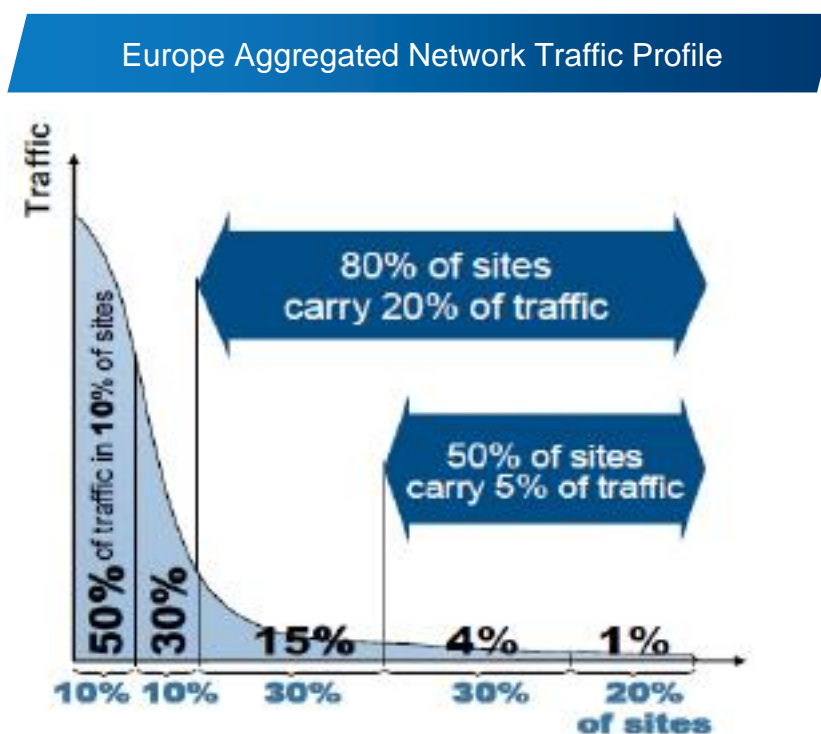 Europe Aggregated Network Traffic Profile
Traffic
80% of sites
carry 20% of traffic
50% of sites
carry 5% of traffic
50% of traffic in 10% of sites
30%
15%
4%
1%
10%
10%
30%
30%
20%
of sites